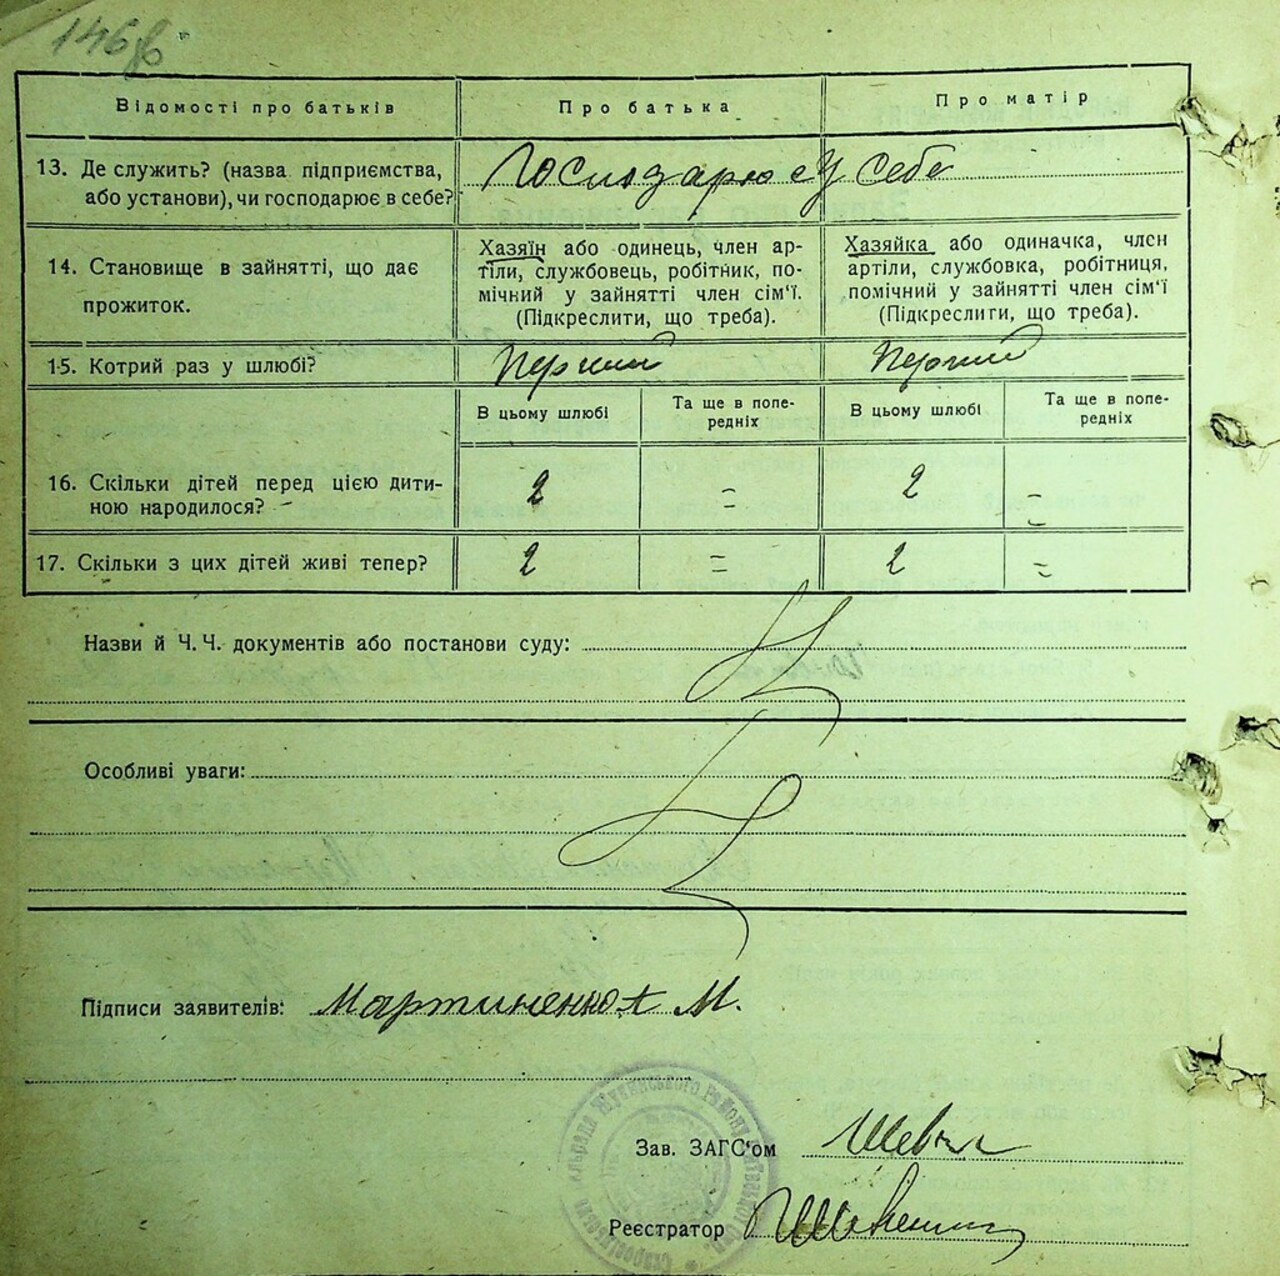 Відомості про батьків
Про батька
Про матір
13. Де служить? (назва підприємства, або установи), чи господарює в себе?
Господарює у себе
14. Становище в зайнятті, що дає прожиток.
Хазяїн або одинець, член ар-
тілі, службовець, робітник, по-
мічний у зайнятті член сім'ї.
(Підкреслити, що треба).
Хазяйка або одиначка, член
артілі, службовка, робітниця,
помічний у зайнятті член сім'ї
(Підкреслити, що треба).
15. Котрий раз у шлюбі?
Перший
Перший
В цьому шлюбі
Та ще в попе-
редніх
В цьому шлюбі
Та ще в попе-
редніх
16. Скільки дітей перед цією дити-
ною народилося?
2
=
2
=
17. Скільки з цих дітей живі тепер?
2
=
2
=
Назви й Ч. Ч. документів або постанови суду:
Особливі уваги:
Підписи заявителів: Мартиненко А М.
Зав. ЗАГС'ом
Реєстратор